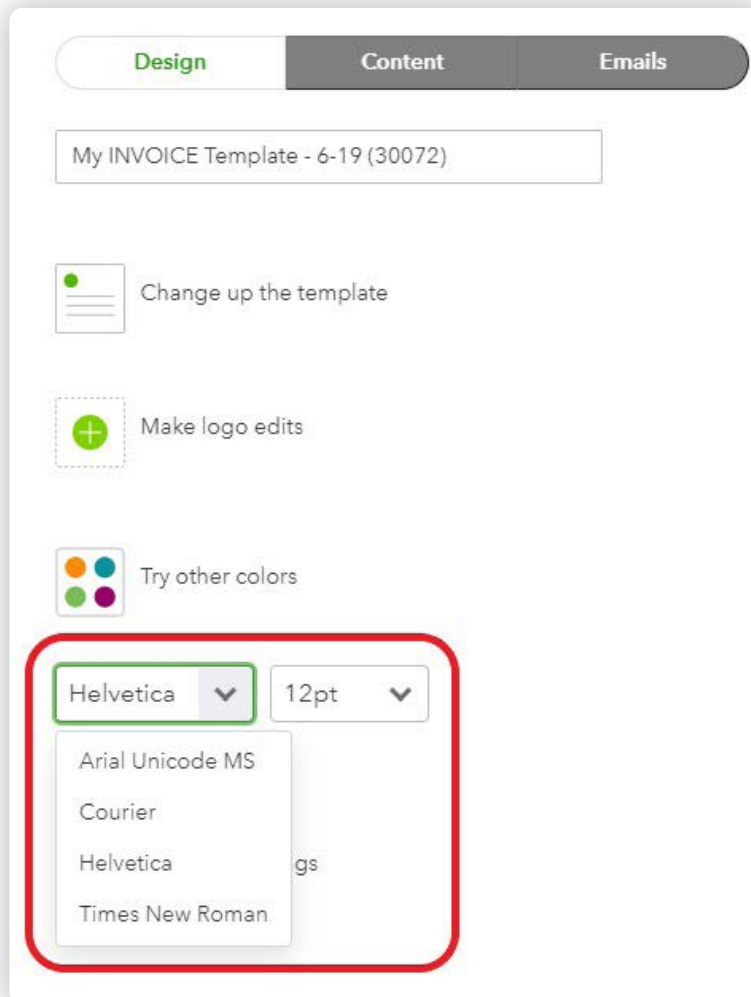 Design Content Emails
My INVOICE Template - 6-19 (30072)
Change up the template
Make logo edits
Try other colors
Helvetica 12pt
Arial Unicode MS
Courier
Helvetica gs
Times New Roman